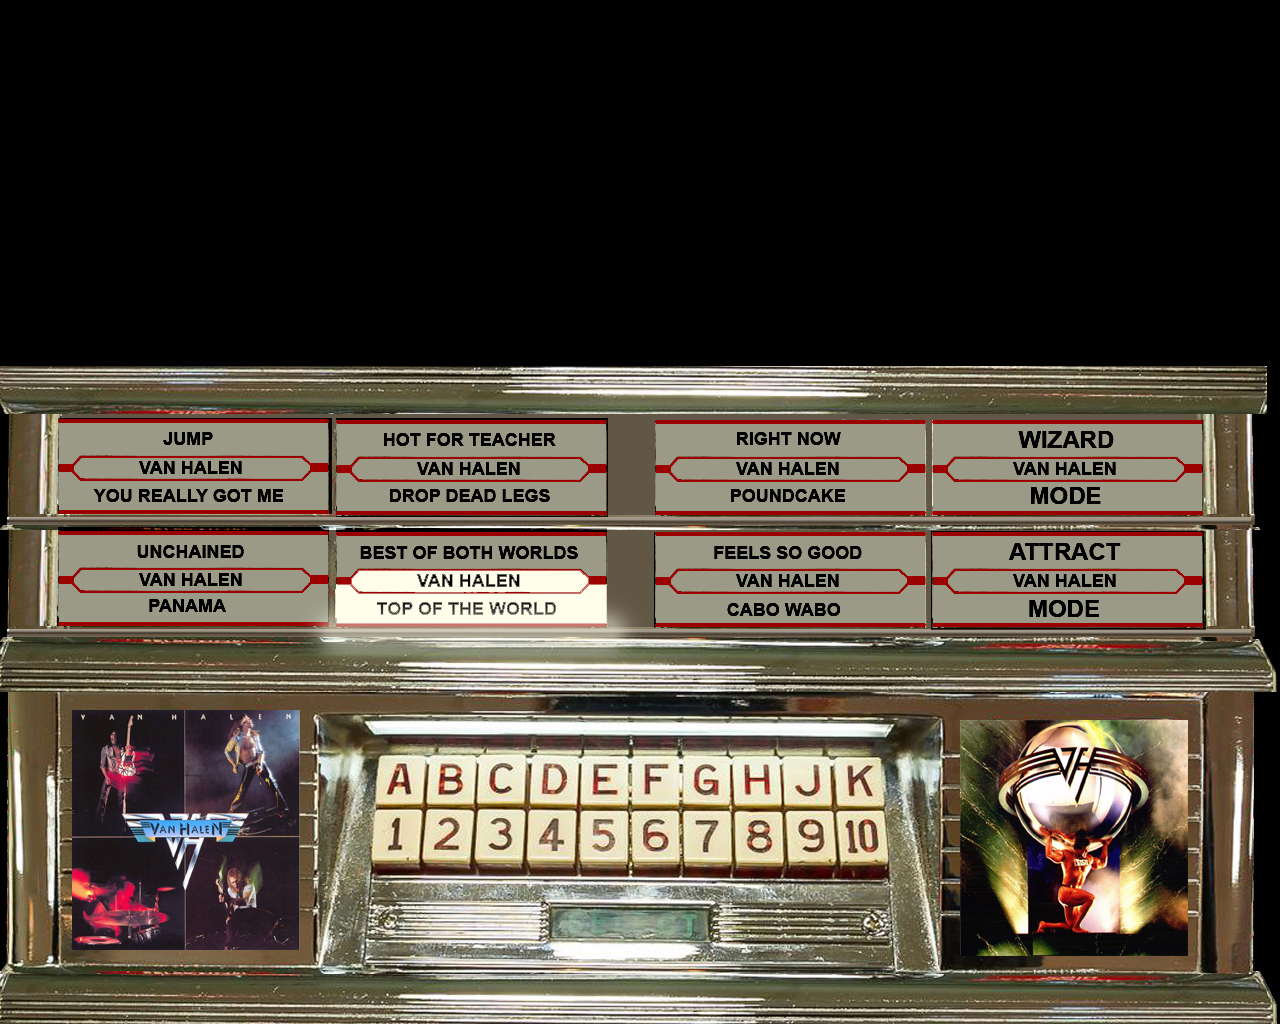 JUMP
VAN HALEN
YOU REALLY GOT ME
HOT FOR TEACHER
VAN HALEN
DROP DEAD LEGS
RIGHT NOW
VAN HALEN
POUNDCAKE
WIZARD
VAN HALEN
MODE
UNCHAINED
VAN HALEN
PANAMA
BEST OF BOTH WORLDS
VAN HALEN
TOP OF THE WORLD
FEELS SO GOOD
VAN HALEN
CABO WABO
ATTRACT
VAN HALEN
MODE
VAN HALEN
VAN HALEN
A B C D E F G H J K
1 2 3 4 5 6 7 8 9 10
VH